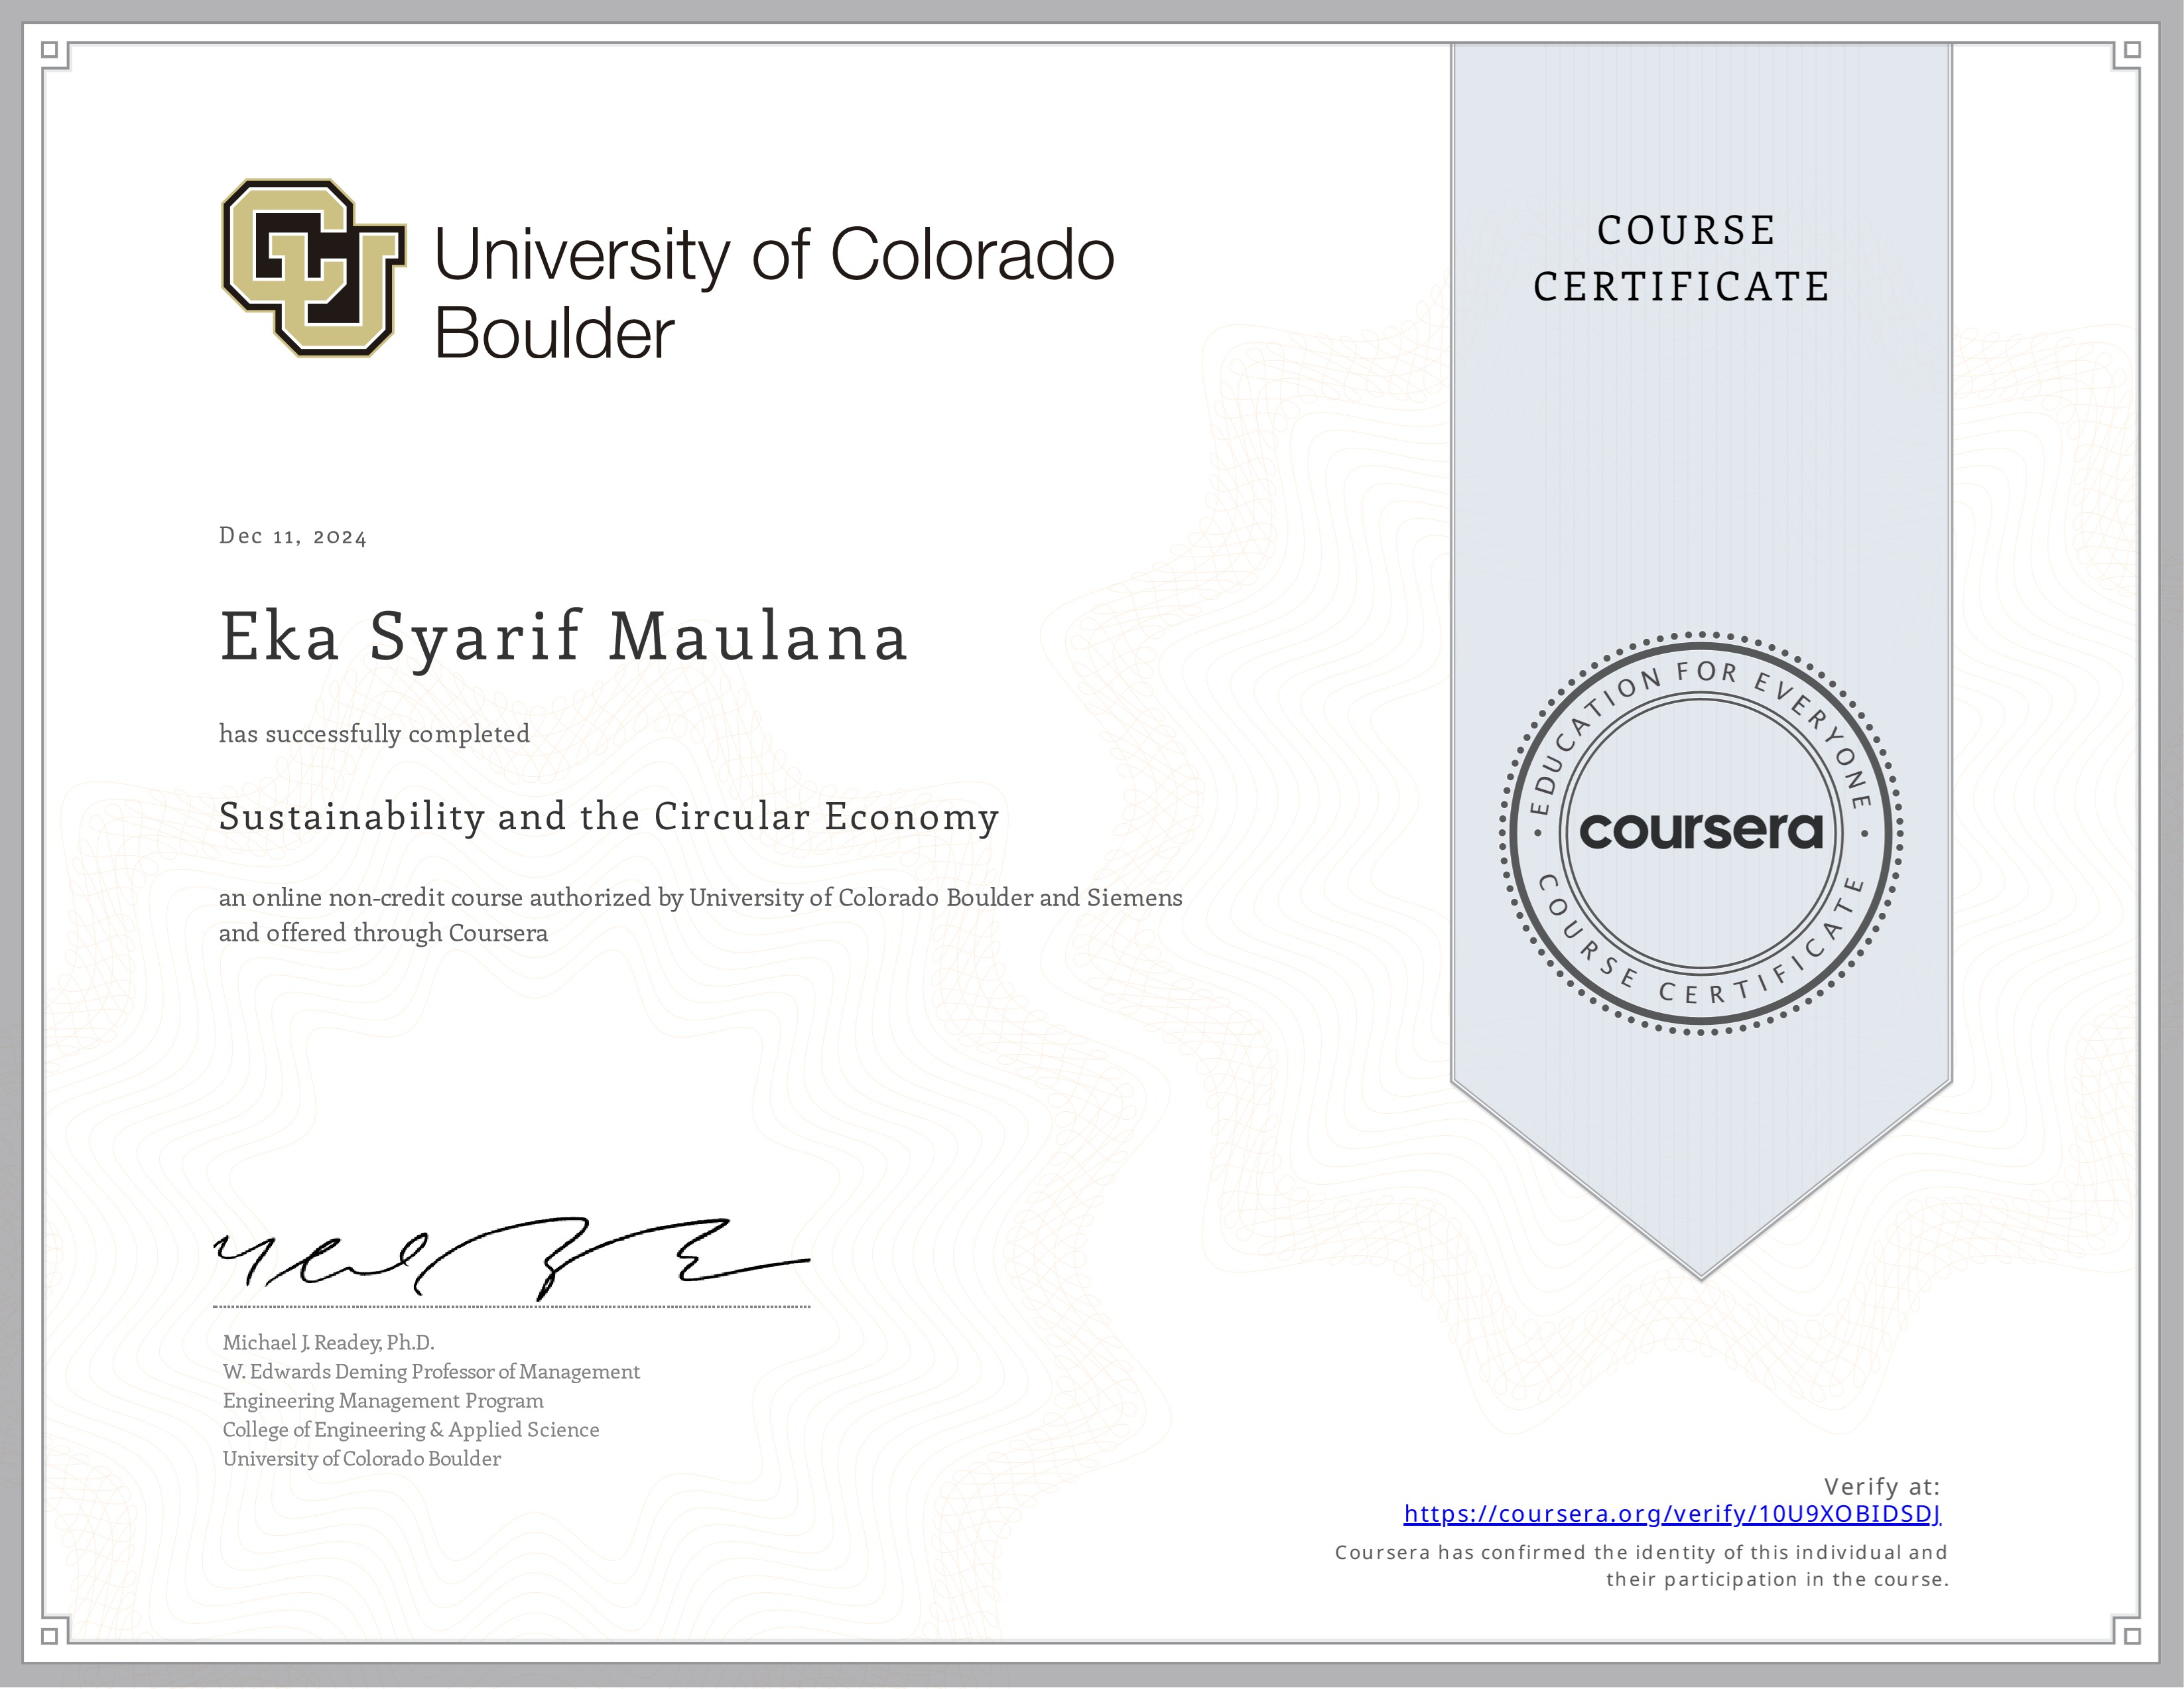 CU University of Colorado
Boulder
COURSE
CERTIFICATE
Dec 11, 2024
Eka Syarif Maulana
has successfully completed
Sustainability and the Circular Economy
an online non-credit course authorized by University of Colorado Boulder and Siemens
and offered through Coursera
EDUCATION FOR EVERYONE
coursera
COURSE CERTIFICATE
Michael J. Readey, Ph.D.
W. Edwards Deming Professor of Management
Engineering Management Program
College of Engineering & Applied Science
University of Colorado Boulder
Verify at:
https://coursera.org/verify/10U9XOBIDSDJ
Coursera has confirmed the identity of this individual and
their participation in the course.